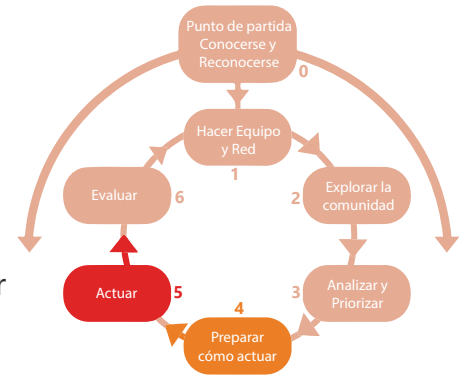 Punto de partida
Conocerse y
Reconocerse
0
Hacer Equipo
y Red
1
Explorar la
comunidad
2
Analizar y
Priorizar
3
Preparar
cómo actuar
4
Actuar
5
Evaluar
6
r